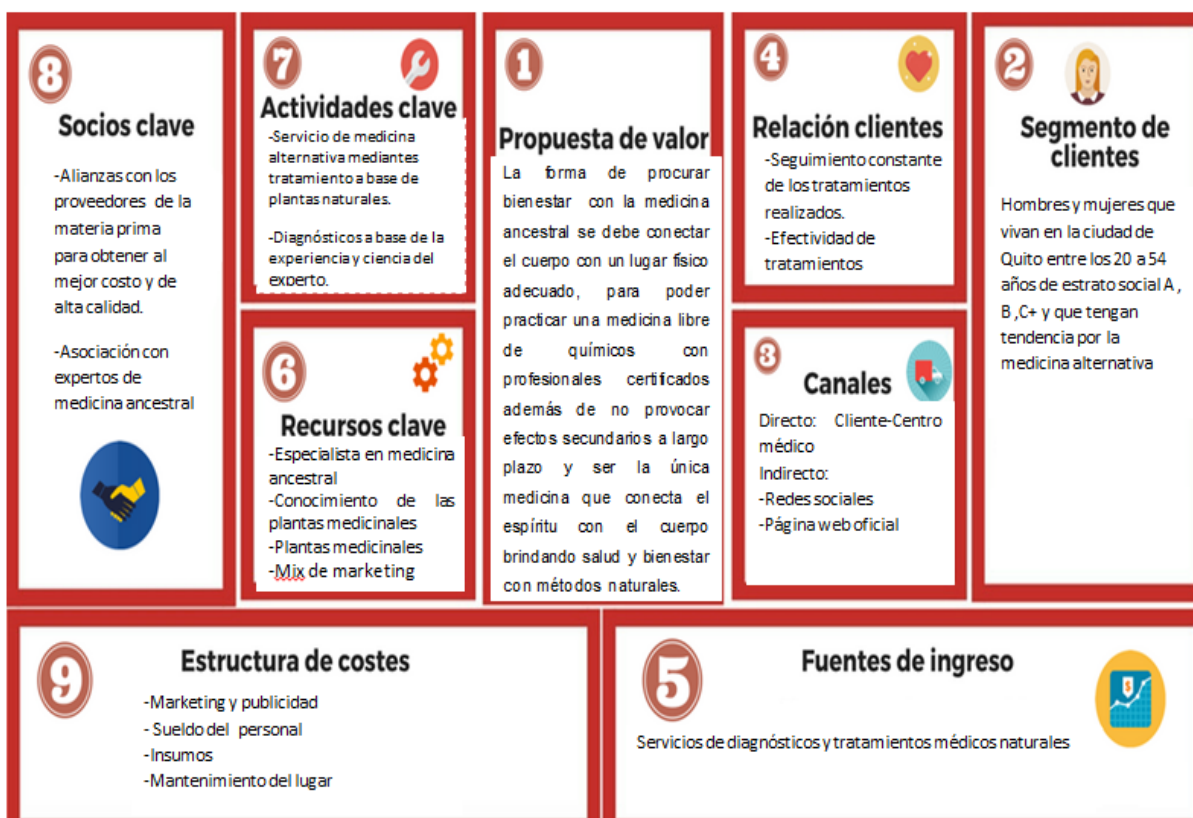 8
Socios clave
-Alianzas con los
proveedores de la
materia prima
para obtener al
mejor costo y de
alta calidad.
-Asociación con
expertos de
medicina ancestral
7
Actividades clave
-Servicio de medicina
alternativa mediantes
tratamiento a base de
plantas naturales.
-Diagnósticos a base de la
experiencia y ciencia del
experto.
6
Recursos clave
-Especialista en medicina
ancestral
-Conocimiento de las
plantas medicinales
-Plantas medicinales
-Mix de marketing
1
Propuesta de valor
La forma de procurar
bienestar con la medicina
ancestral se debe conectar
el cuerpo con un lugar físico
adecuado, para poder
practicar una medicina libre
de químicos con
profesionales certificados
además de no provocar
efectos secundarios a largo
plazo y ser la única
medicina que conecta el
espíritu con el cuerpo
brindando salud y bienestar
con métodos naturales.
4
Relación clientes
-Seguimiento constante
de los tratamientos
realizados.
-Efectividad de
tratamientos
3
Canales
Directo: Cliente-Centro
médico
Indirecto:
-Redes sociales
-Página web oficial
2
Segmento de
clientes
Hombres y mujeres que
vivan en la ciudad de
Quito entre los 20 a 54
años de estrato social A ,
B ,C+ y que tengan
tendencia por la
medicina alternativa
9
Estructura de costes
-Marketing y publicidad
- Sueldo del personal
-Insumos
-Mantenimiento del lugar
5
Fuentes de ingreso
$
Servicios de diagnósticos y tratamientos médicos naturales